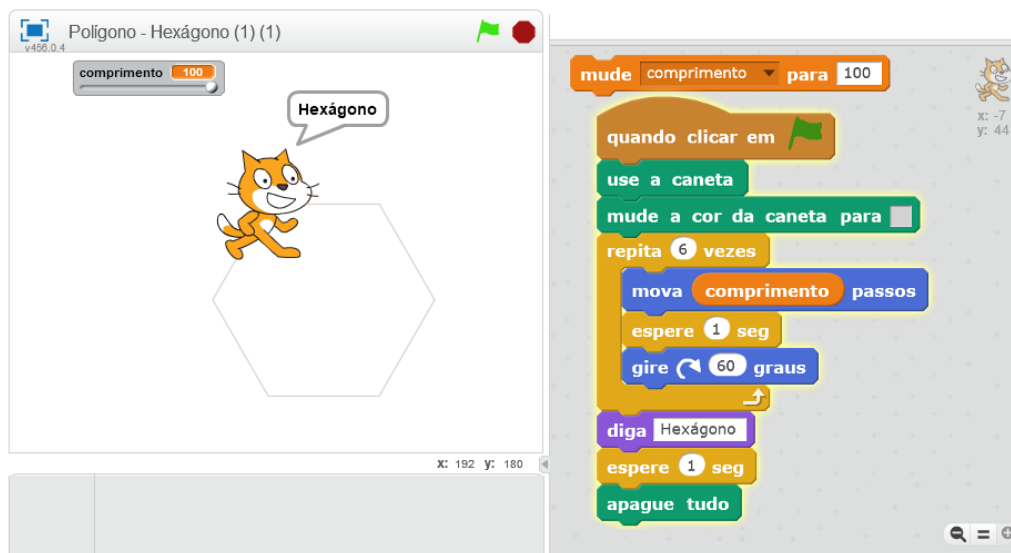 Polígono - Hexágono (1) (1)
v456.0.4
comprimento 100
Hexágono
x: 192 y: 180
mude comprimento para 100
quando clicar em
use a caneta
mude a cor da caneta para
repita 6 vezes
mova comprimento passos
espere 1 seg
gire 60 graus
diga Hexágono
espere 1 seg
apague tudo
x: -7
y: 44